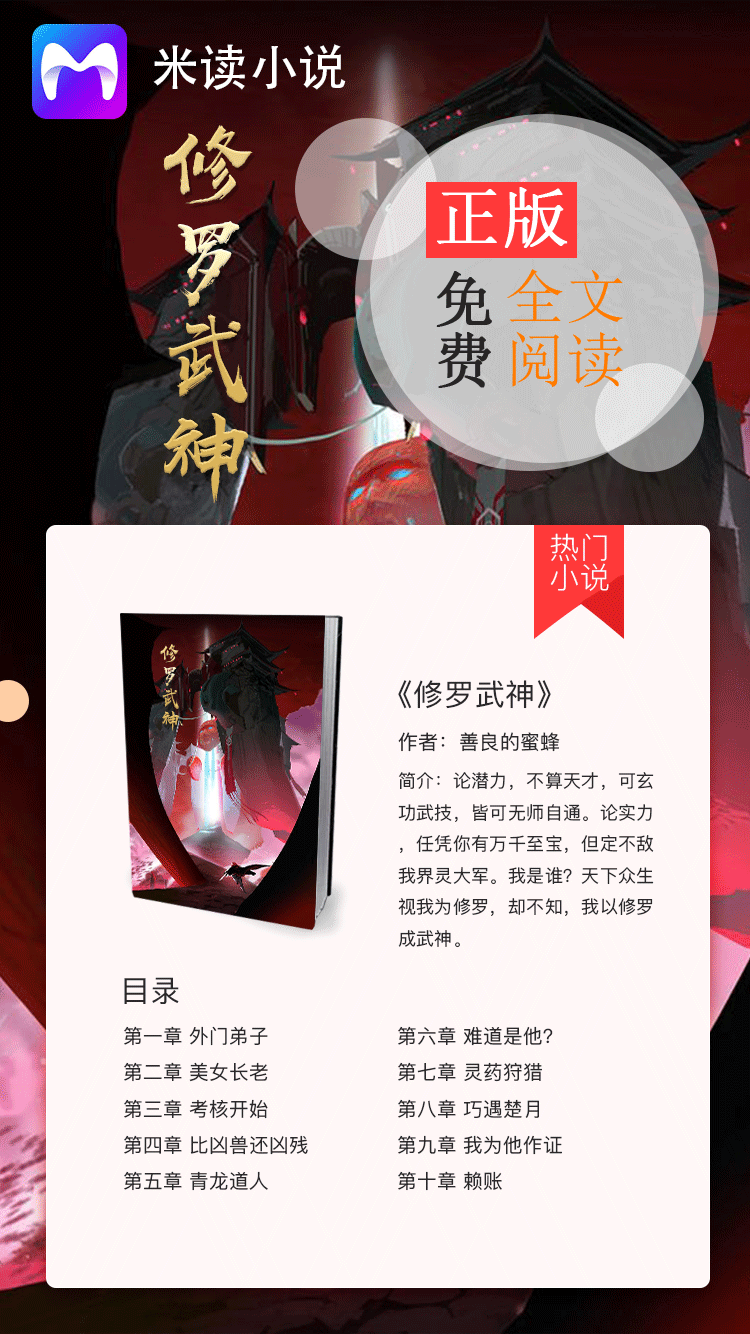 米读小说
修罗武神
正版
免费
全文
阅读
热门
小说
修罗武神
《修罗武神》
作者：善良的蜜蜂
简介：论潜力，不算天才，可玄
功武技，皆可无师自通。论实力
，任凭你有万千至宝，但定不敌
我界灵大军。我是谁？天下众生
视我为修罗，却不知，我以修罗
成武神。
目录
第一章 外门弟子
第二章 美女长老
第三章 考核开始
第四章 比凶兽还凶残
第五章 青龙道人
第六章 难道是他?
第七章 灵药狩猎
第八章 巧遇楚月
第九章 我为他作证
第十章 赖账